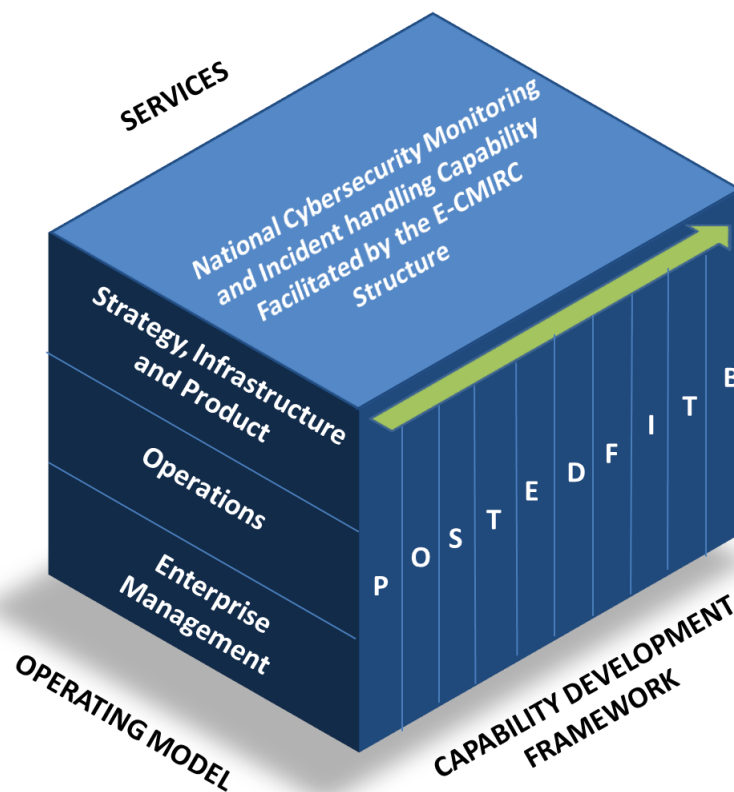 SERVICES
National Cybersecurity Monitoring
and Incident handling Capability
Facilitated by the E-CMIRC
Structure
Strategy, Infrastructure
and Product
Operations
Enterprise
Management
P O S T E D F I T B
OPERATING MODEL
CAPABILITY DEVELOPMENT
FRAMEWORK